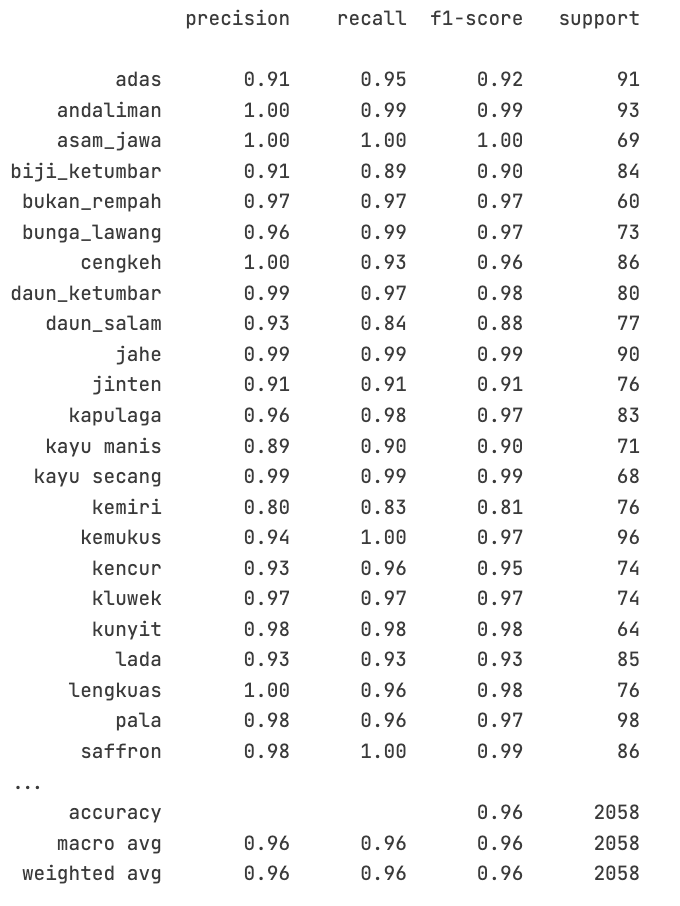 precision recall f1-score support
adas 0.91 0.95 0.92 91
andaliman 1.00 0.99 0.99 93
asam_jawa 1.00 1.00 1.00 69
biji_ketumbar 0.91 0.89 0.90 84
bukan_rempah 0.97 0.97 0.97 60
bunga_lawang 0.96 0.99 0.97 73
cengkeh 1.00 0.93 0.96 86
daun_ketumbar 0.99 0.97 0.98 80
daun_salam 0.93 0.84 0.88 77
jahe 0.99 0.99 0.99 90
jinten 0.91 0.91 0.91 76
kapulaga 0.96 0.98 0.97 83
kayu manis 0.89 0.90 0.90 71
kayu secang 0.99 0.99 0.99 68
kemiri 0.80 0.83 0.81 76
kemukus 0.94 1.00 0.97 96
kencur 0.93 0.96 0.95 74
kluwek 0.97 0.97 0.97 74
kunyit 0.98 0.98 0.98 64
lada 0.93 0.93 0.93 85
lengkuas 1.00 0.96 0.98 76
pala 0.98 0.96 0.97 98
saffron 0.98 1.00 0.99 86
...
accuracy 0.96 2058
macro avg 0.96 0.96 0.96 2058
weighted avg 0.96 0.96 0.96 2058